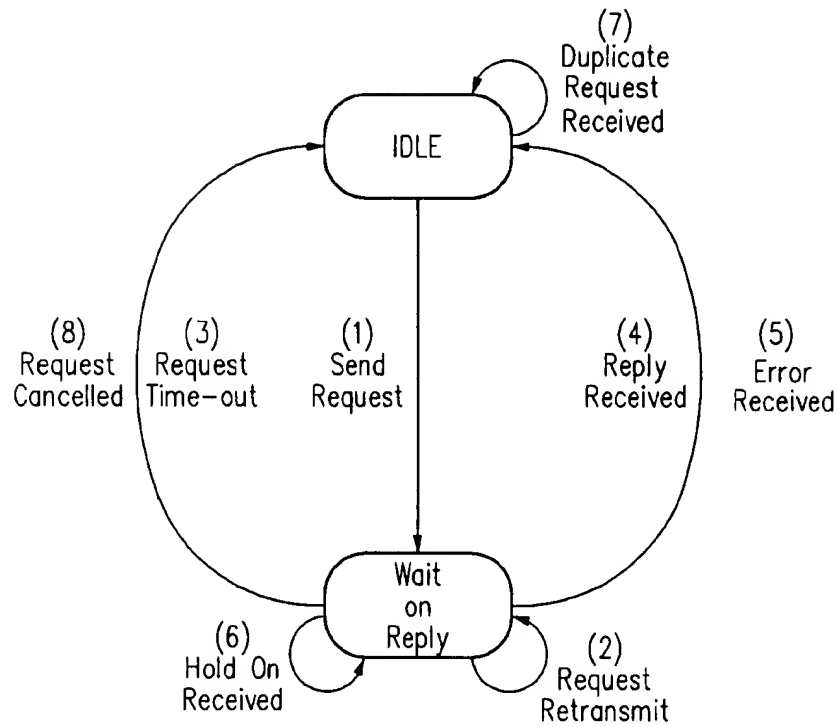 (7)
Duplicate
Request
Received
IDLE
(8)
Request
Cancelled
(3)
Request
Time-out
(1)
Send
Request
(4)
Reply
Received
(5)
Error
Received
Wait
on
Reply
(6)
Hold On
Received
(2)
Request
Retransmit